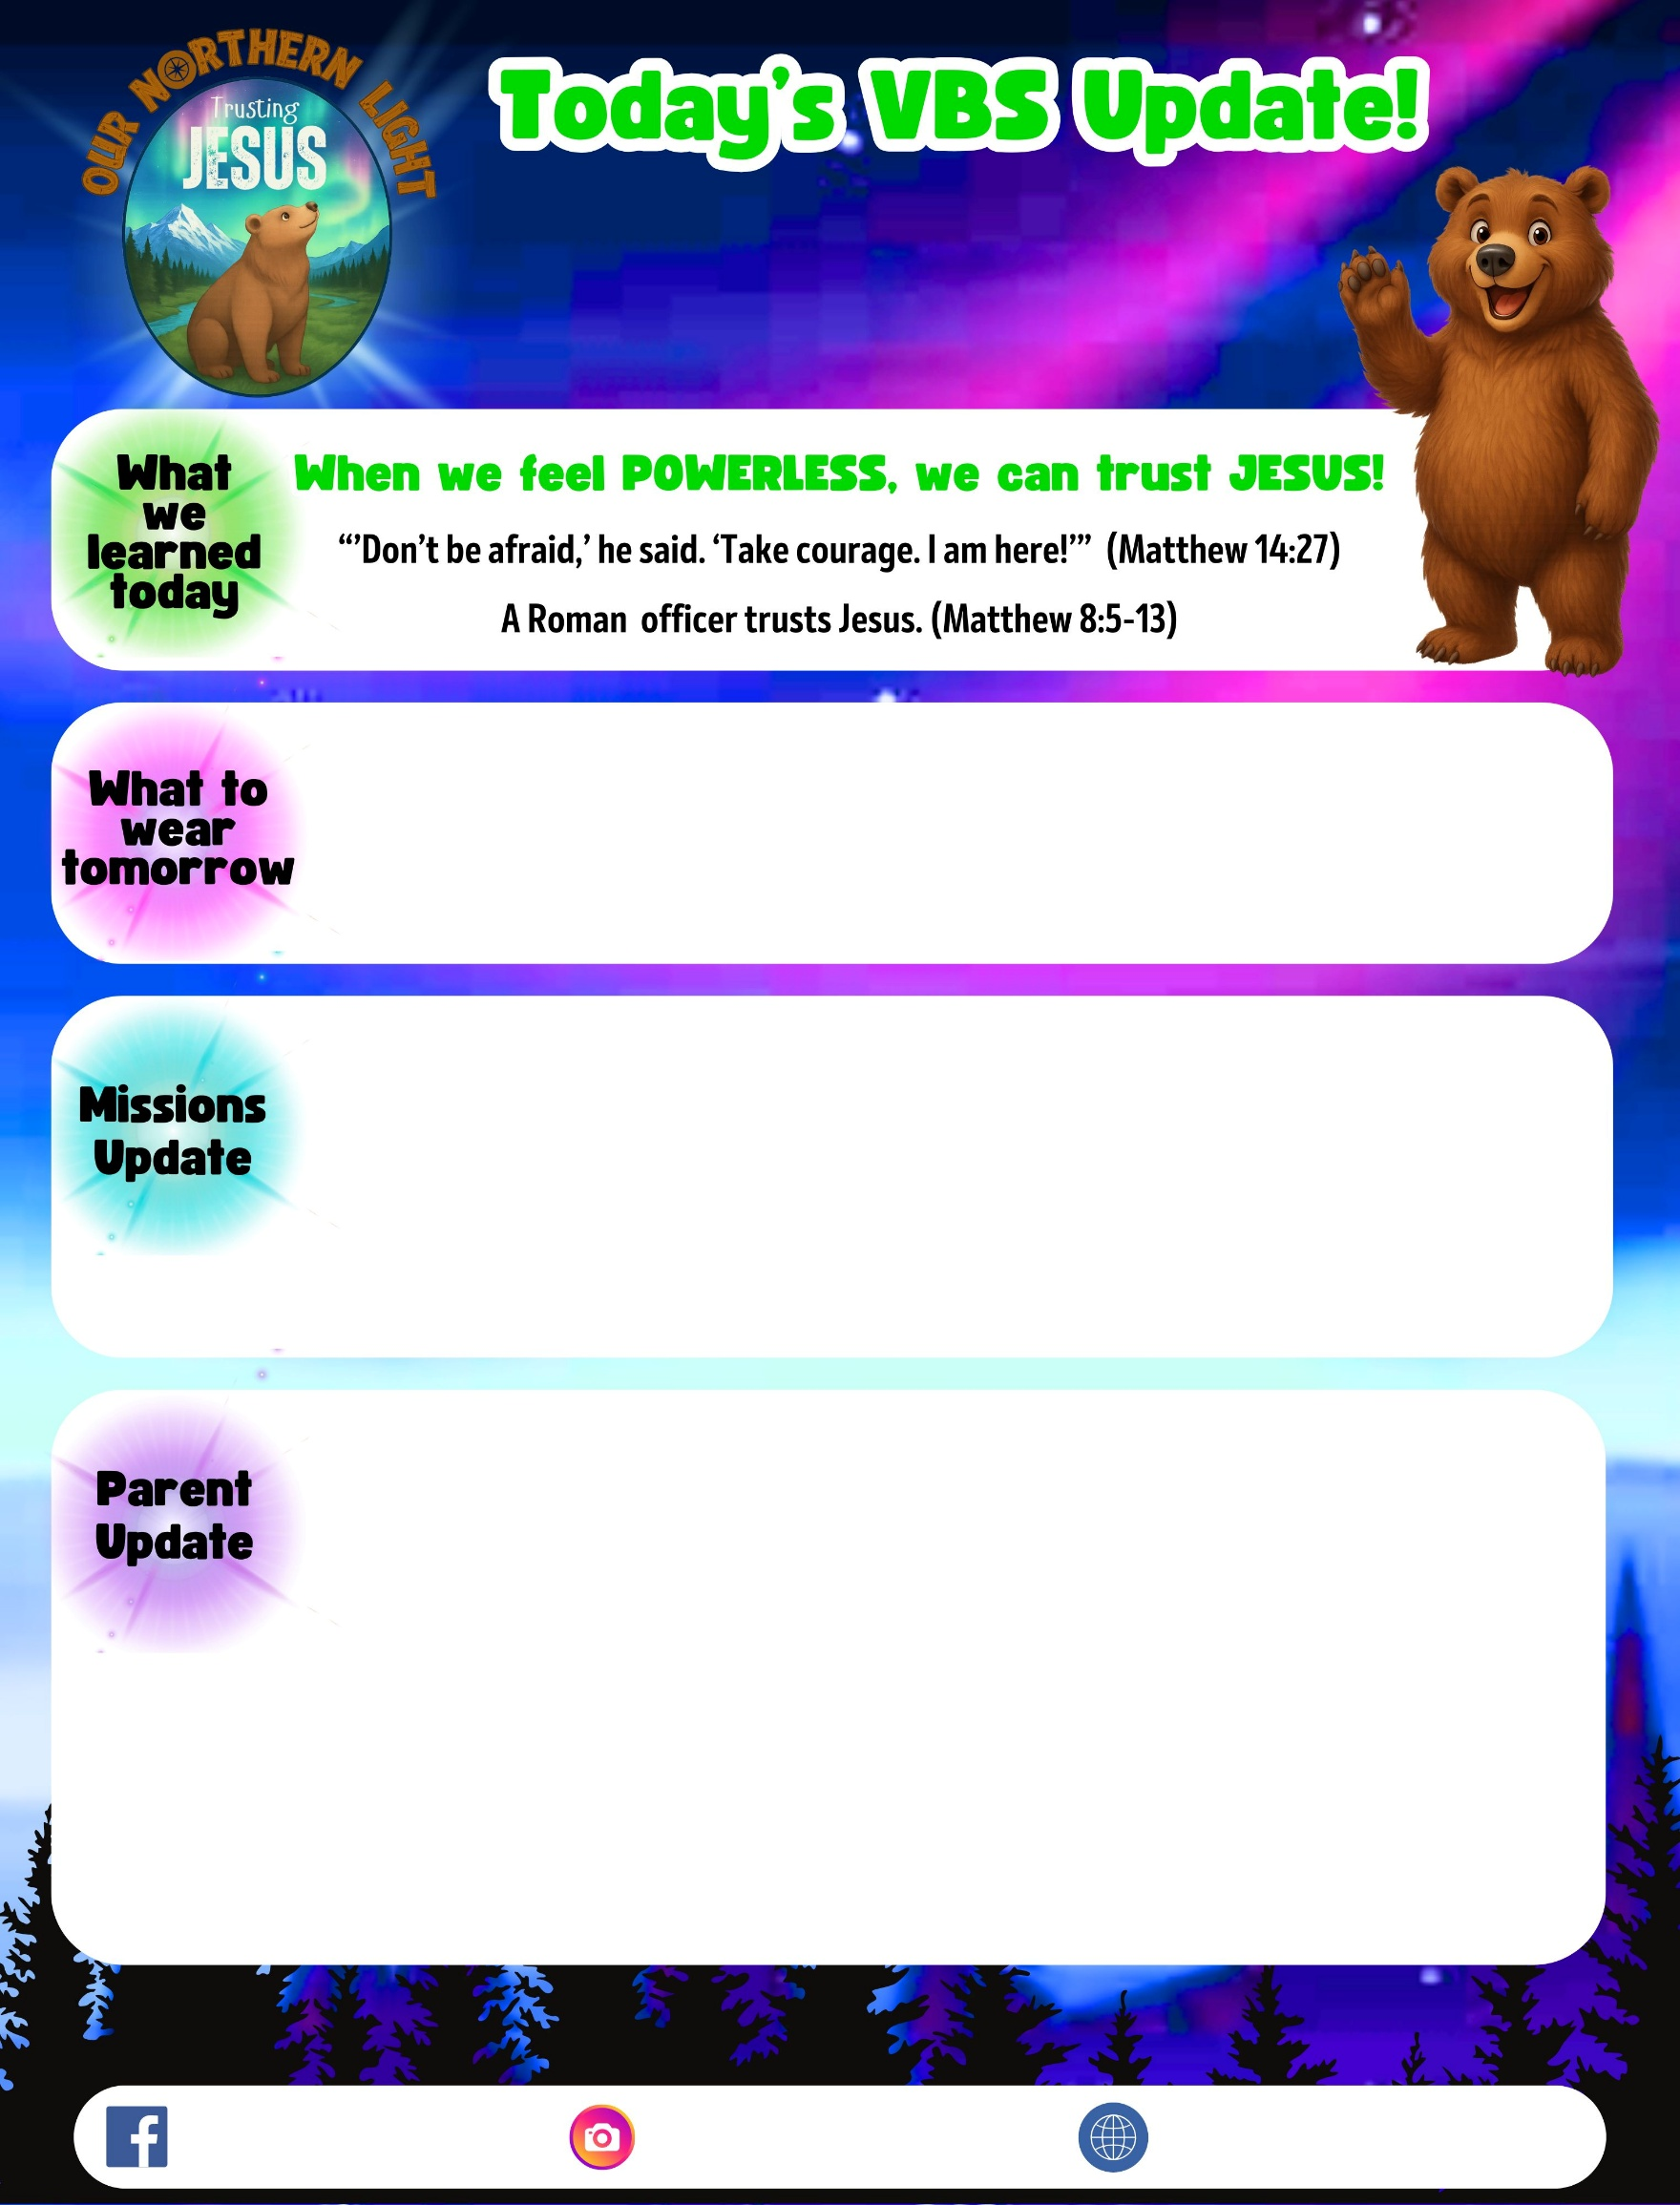 OUR NORTHERN LIGHT
Trusting
JESUS
Today's VBS Update!
What
we
learned
today
When we feel POWERLESS, we can trust JESUS!
“’Don’t be afraid,’ he said. ‘Take courage. I am here!’” (Matthew 14:27)
A Roman  officer trusts Jesus. (Matthew 8:5-13)
What to
wear
tomorrow
Missions
Update
Parent
Update